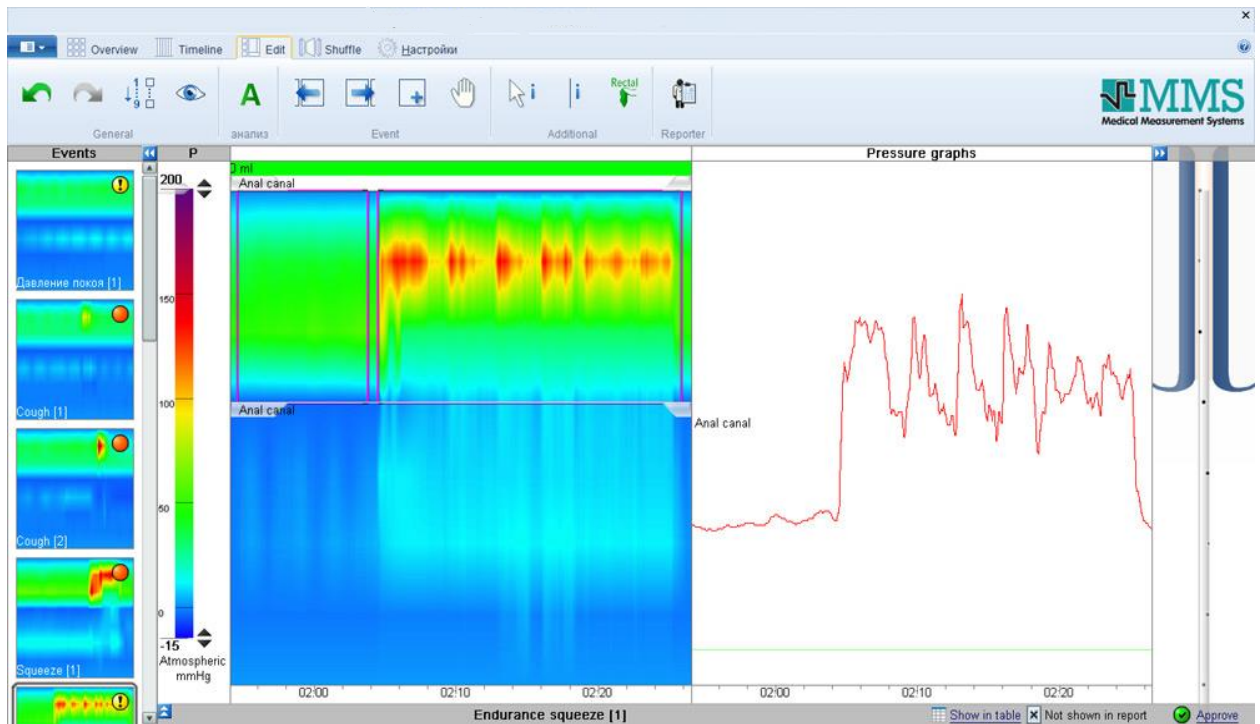 Overview Timeline Edit Shuffle Настройки
1 9
A i i Rectal
General анализ Event Additional Reporter
MMS
Medical Measurement Systems
Events P Pressure graphs
0 ml
200
Anal canal
Давление покоя [1]
150
Cough [1]
100
Anal canal
Anal canal
50
Cough [2]
0
-15
Atmospheric
mmHg
Squeeze [1]
02:00 02:10 02:20 02:00 02:10 02:20
Endurance squeeze [1] Show in table Not shown in report Approve